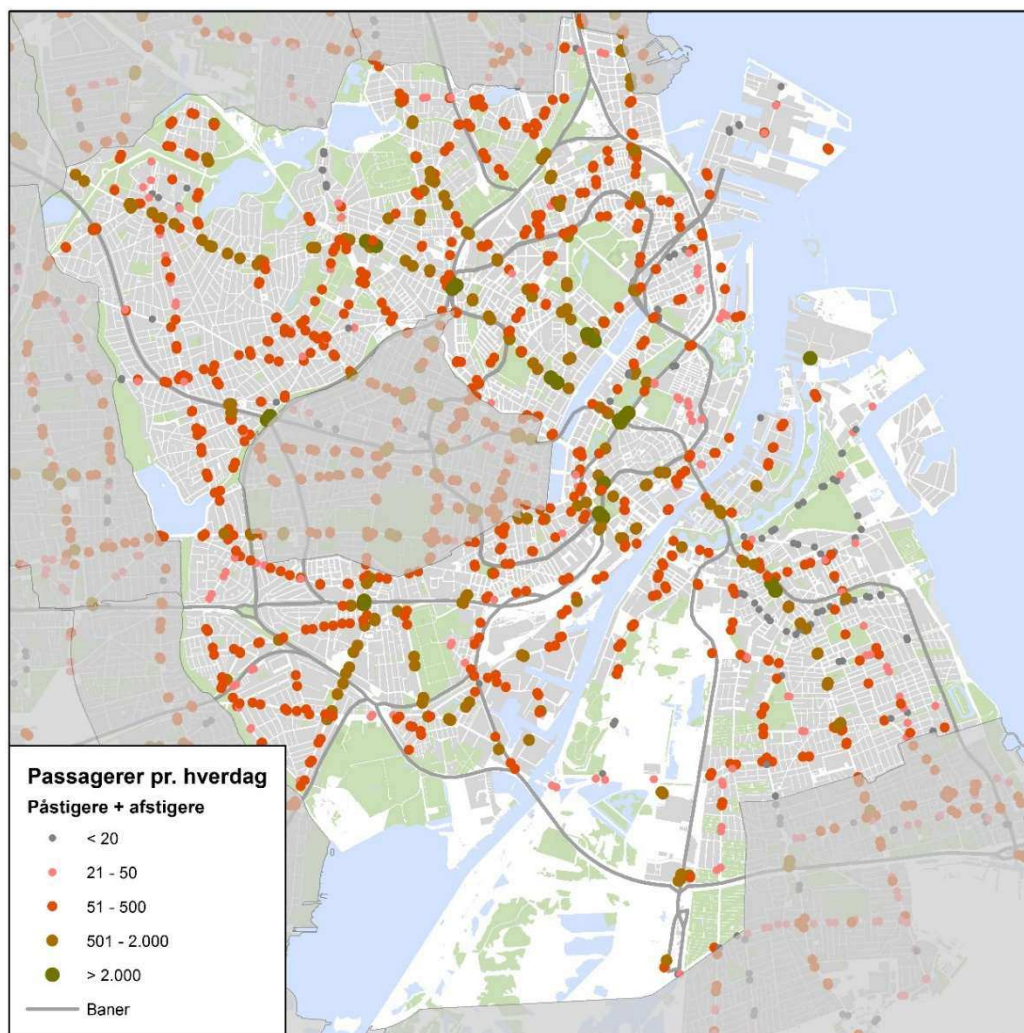 Passagerer pr. hverdag
Påstigere + afstigere
< 20
21 - 50
51 - 500
501 - 2.000
> 2.000
Baner